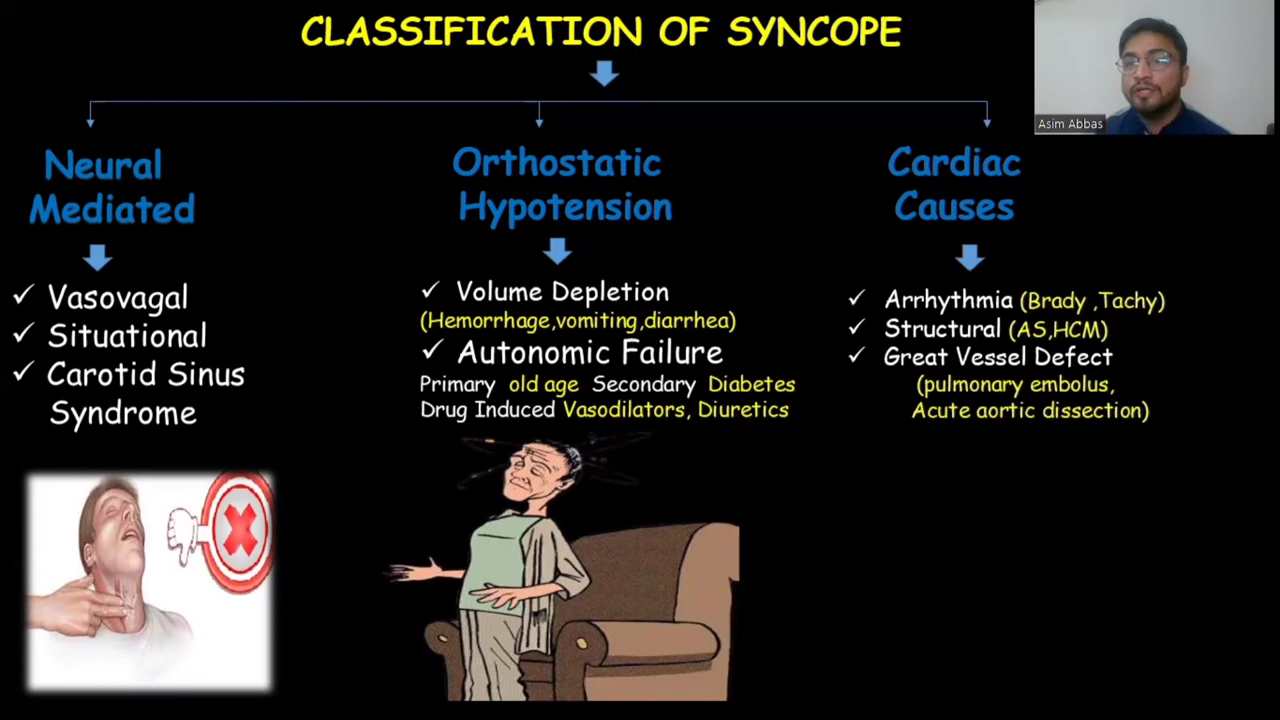 CLASSIFICATION OF SYNCOPE
Asim Abbas
Neural
Mediated
✓ Vasovagal
✓ Situational
✓ Carotid Sinus
Syndrome
Orthostatic
Hypotension
✓ Volume Depletion
(Hemorrhage,vomiting,diarrhea)
✓ Autonomic Failure
Primary old age Secondary Diabetes
Drug Induced Vasodilators, Diuretics
Cardiac
Causes
✓ Arrhythmia (Brady ,Tachy)
✓ Structural (AS,HCM)
✓ Great Vessel Defect
(pulmonary embolus,
Acute aortic dissection)